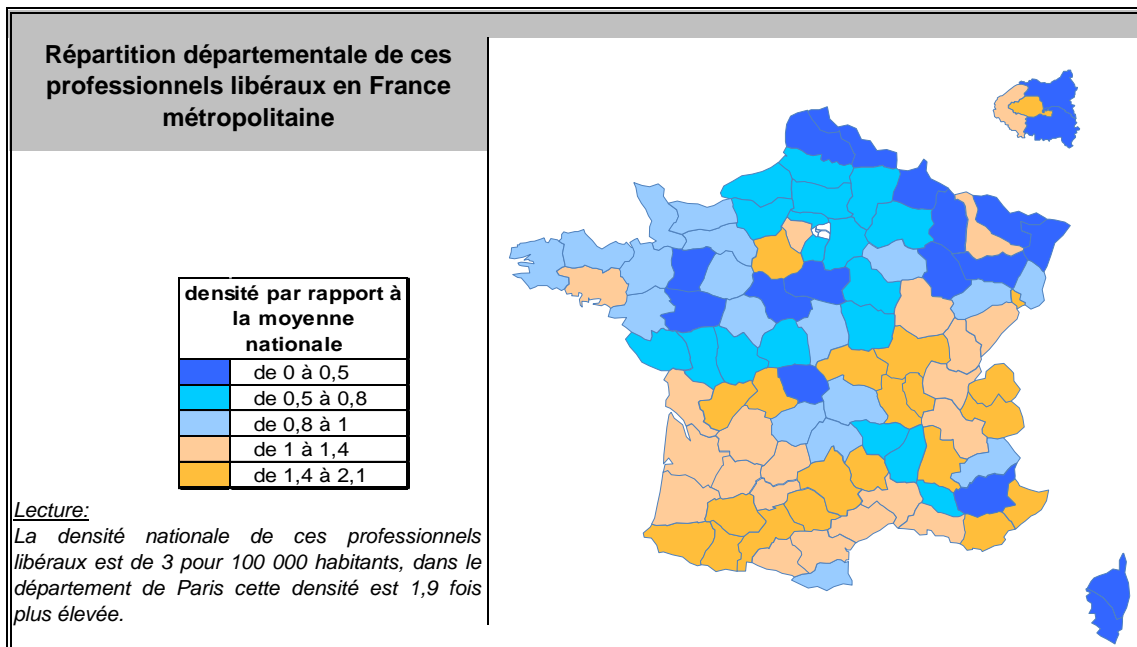 Répartition départementale de ces
professionnels libéraux en France
métropolitaine
densité par rapport à
la moyenne
nationale
de 0 à 0,5
de 0,5 à 0,8
de 0,8 à 1
de 1 à 1,4
de 1,4 à 2,1
Lecture:
La densité nationale de ces professionnels
libéraux est de 3 pour 100 000 habitants, dans le
département de Paris cette densité est 1,9 fois
plus élevée.